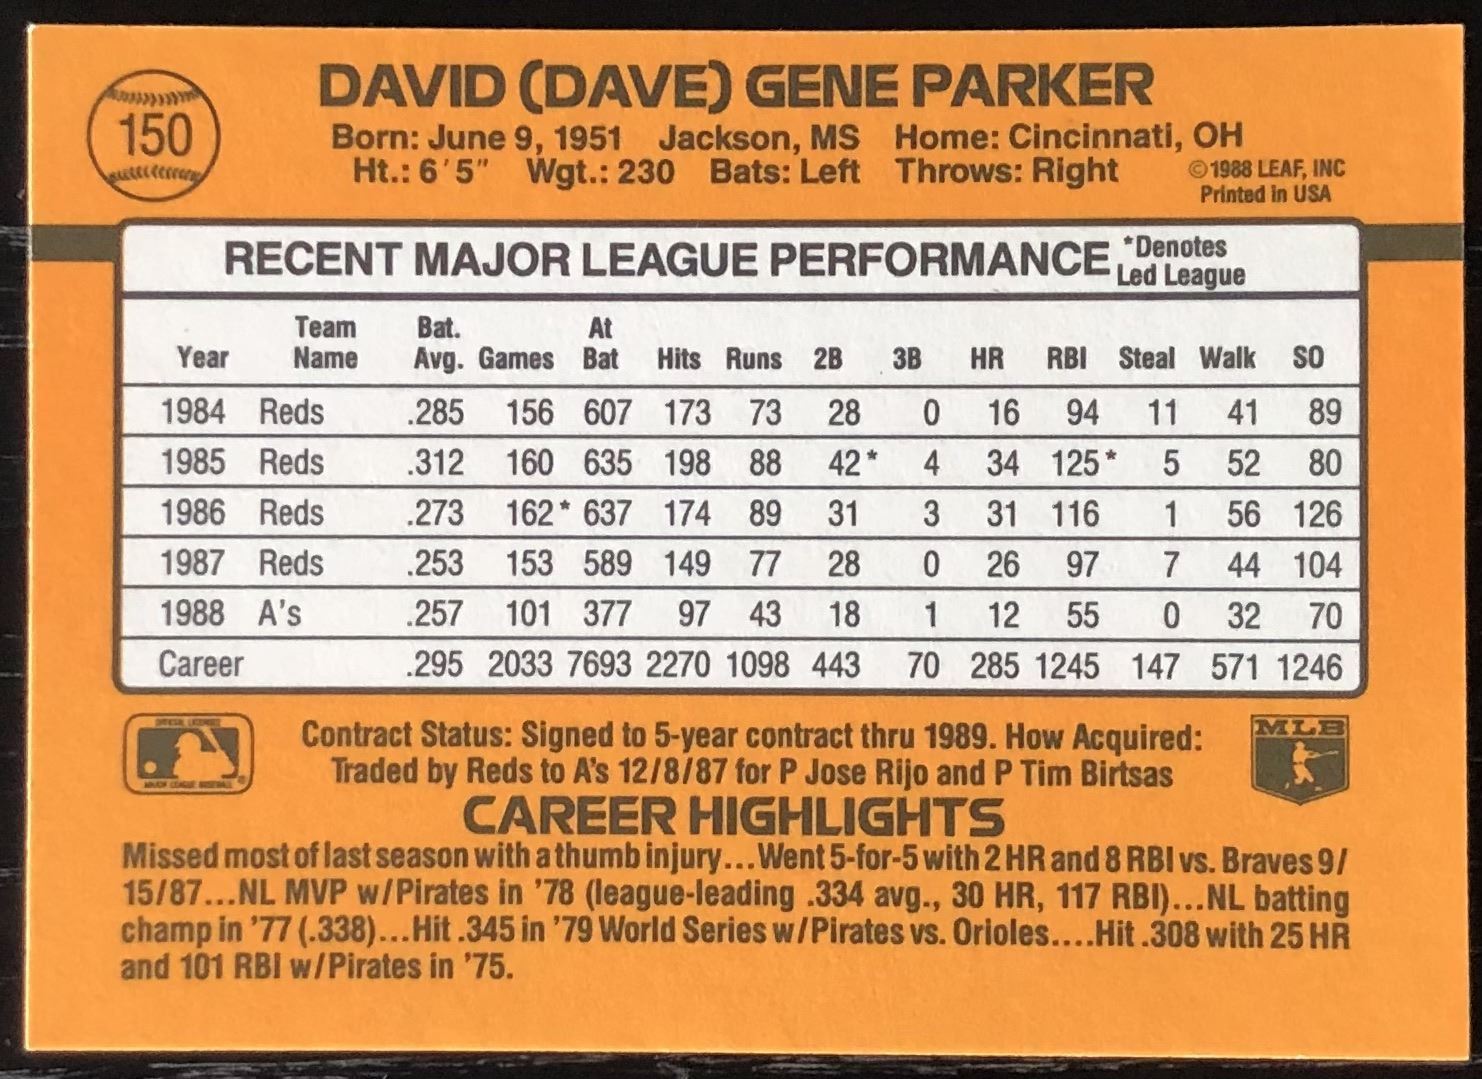 150
DAVID (DAVE) GENE PARKER
Born: June 9, 1951 Jackson, MS Home: Cincinnati, OH
Ht.: 6'5" Wgt.: 230 Bats: Left Throws: Right
©1988 LEAF, INC
Printed in USA
RECENT MAJOR LEAGUE PERFORMANCE *Denotes
Led League
Team Bat. At
Year Name Avg. Games Bat Hits Runs 2B 3B HR RBI Steal Walk SO
1984 Reds .285 156 607 173 73 28 0 16 94 11 41 89
1985 Reds .312 160 635 198 88 42* 4 34 125* 5 52 80
1986 Reds .273 162* 637 174 89 31 3 31 116 1 56 126
1987 Reds .253 153 589 149 77 28 0 26 97 7 44 104
1988 A's .257 101 377 97 43 18 1 12 55 0 32 70
Career .295 2033 7693 2270 1098 443 70 285 1245 147 571 1246
Contract Status: Signed to 5-year contract thru 1989. How Acquired:
Traded by Reds to A's 12/8/87 for P Jose Rijo and P Tim Birtsas
MLB
CAREER HIGHLIGHTS
Missed most of last season with a thumb injury...Went 5-for-5 with 2 HR and 8 RBI vs. Braves 9/
15/87...NL MVP w/Pirates in '78 (league-leading .334 avg., 30 HR, 117 RBI)...NL batting
champ in '77 (.338)...Hit .345 in '79 World Series w/Pirates vs. Orioles....Hit .308 with 25 HR
and 101 RBI w/Pirates in '75.